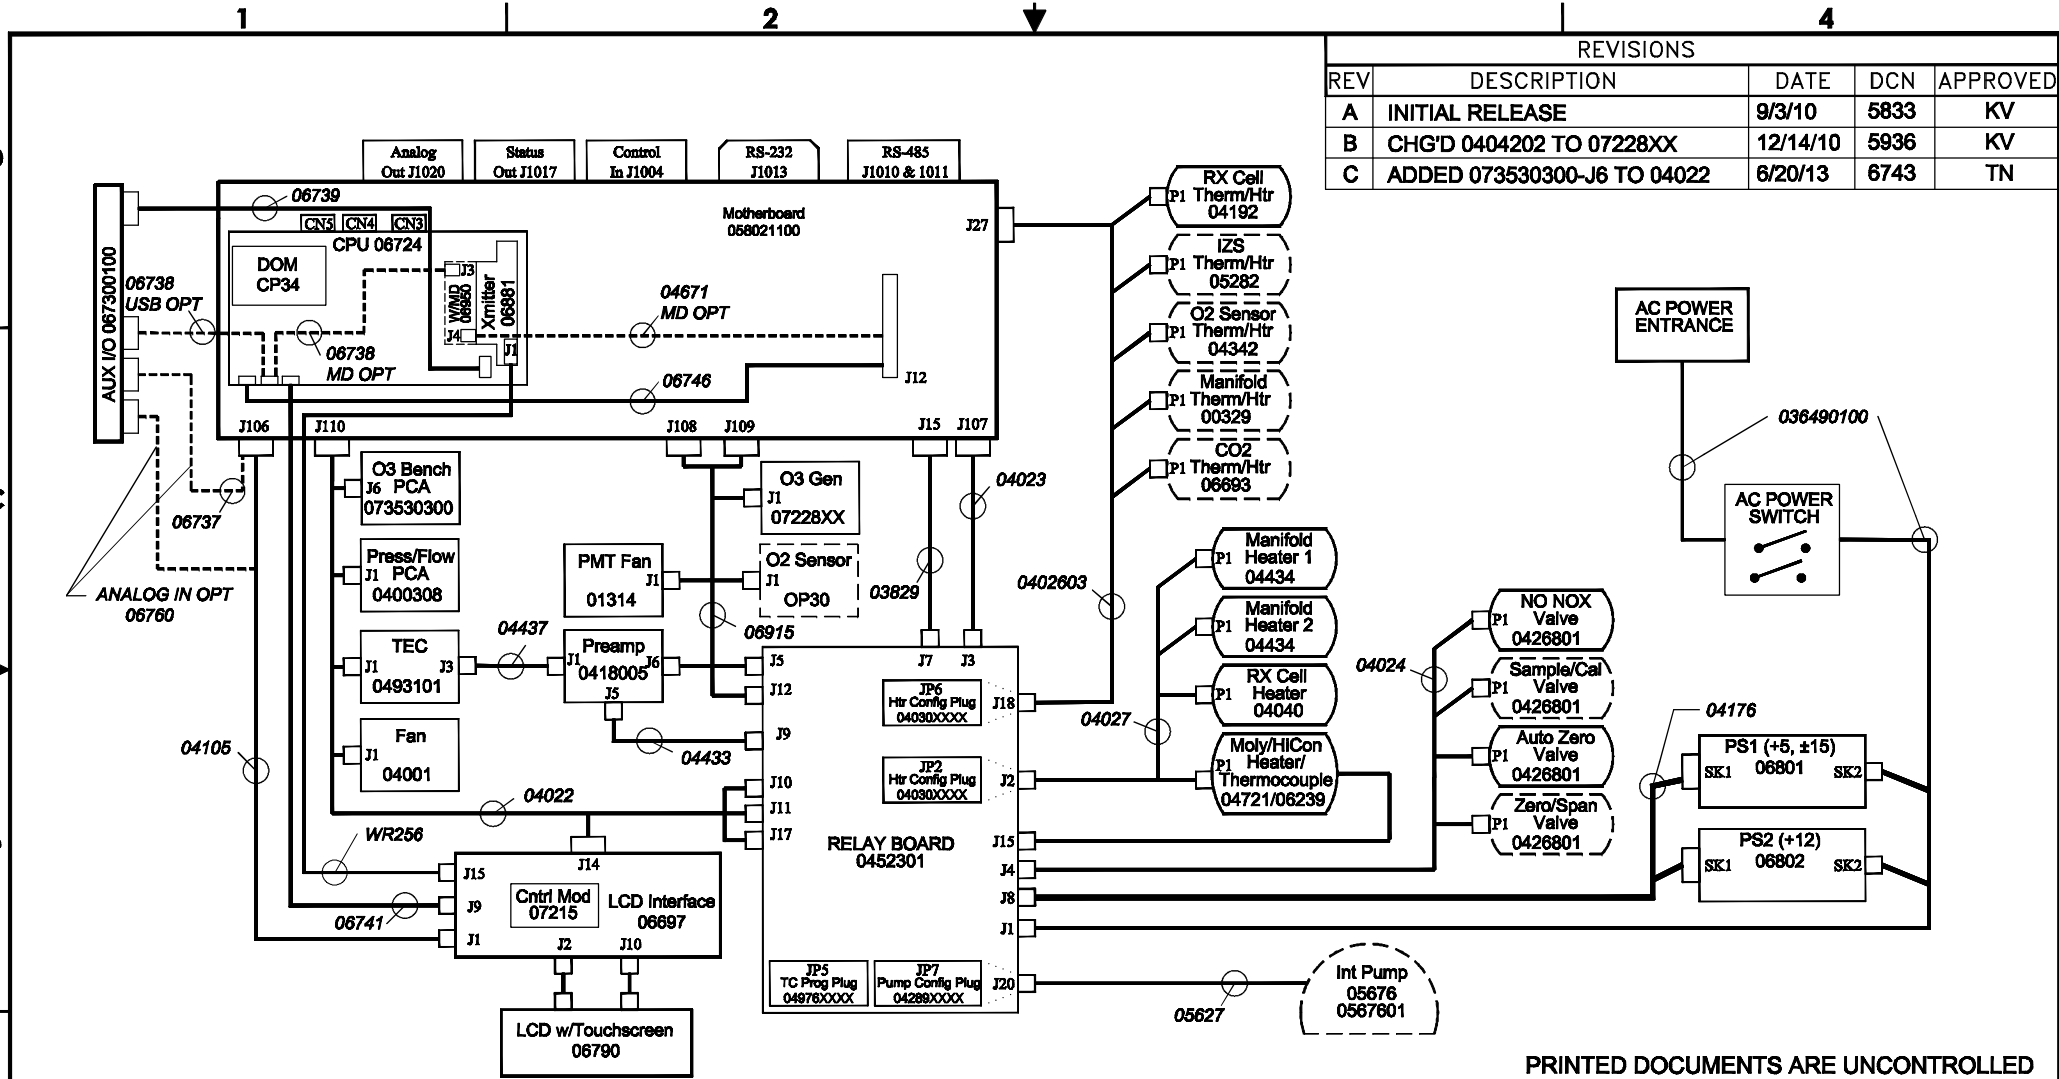 1
2
4
REVISIONS
REV DESCRIPTION DATE DCN APPROVED
A INITIAL RELEASE 9/3/10 5833 KV
B CHG'D 0404202 TO 07228XX 12/14/10 5936 KV
C ADDED 073530300-J6 TO 04022 6/20/13 6743 TN
Analog
Out J1020
Status
Out J1017
Control
In J1004
RS-232
J1013
RS-485
J1010 & 1011
AUX I/O 067300100
06739
CN5
CN4
CN3
CPU 06724
DOM
CP34
Motherboard
058021100
J27
06738
USB OPT
06738
MD OPT
J3
W/MD
06950
J4
Xmitter
06881
J1
04671
MD OPT
06746
J12
J106
J110
J108
J109
J15
J107
06737
ANALOG IN OPT
06760
O3 Bench
J6 PCA
073530300
Press/Flow
J1 PCA
0400308
TEC
J1
J3
0493101
Fan
J1
04001
04437
PMT Fan
J1
01314
Preamp
J1
0418005
J6
J5
04433
O3 Gen
J1
07228XX
O2 Sensor
J1
OP30
06915
03829
04023
0402603
RX Cell
P1 Therm/Htr
04192
IZS
P1 Therm/Htr
05282
O2 Sensor
P1 Therm/Htr
04342
Manifold
P1 Therm/Htr
00329
CO2
P1 Therm/Htr
06693
Manifold
P1 Heater 1
04434
Manifold
P1 Heater 2
04434
RX Cell
P1 Heater
04040
Moly/HiCon
P1 Heater/
Thermocouple
04721/06239
04027
04024
NO NOX
P1 Valve
0426801
Sample/Cal
P1 Valve
0426801
Auto Zero
P1 Valve
0426801
Zero/Span
P1 Valve
0426801
AC POWER
ENTRANCE
036490100
AC POWER
SWITCH
04176
PS1 (+5, ±15)
06801
SK1
SK2
PS2 (+12)
06802
SK1
SK2
J5
J12
J9
J10
J11
J17
J7
J3
JP6
Htr Config Plug
04030XXXX
J18
JP2
Htr Config Plug
04030XXXX
J2
RELAY BOARD
0452301
J15
J4
J8
J1
JP5
TC Prog Plug
04976XXXX
JP7
Pump Config Plug
04289XXXX
J20
05627
Int Pump
05676
0567601
04105
04022
WR256
06741
J14
J15
J9
J1
Cntrl Mod
07215
LCD Interface
06697
J2
J10
LCD w/Touchscreen
06790
PRINTED DOCUMENTS ARE UNCONTROLLED